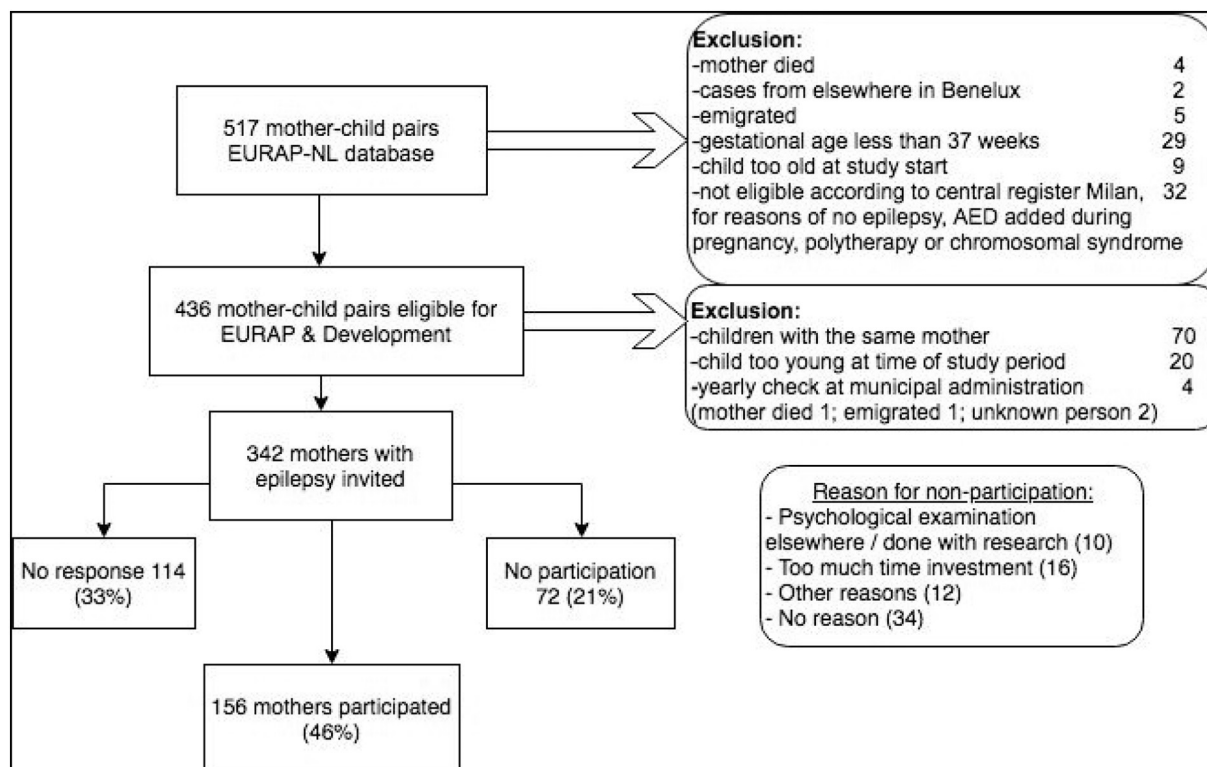 517 mother-child pairs
EURAP-NL database
Exclusion:
-mother died 4
-cases from elsewhere in Benelux 2
-emigrated 5
-gestational age less than 37 weeks 29
-child too old at study start 9
-not eligible according to central register Milan, 32
for reasons of no epilepsy, AED added during
pregnancy, polytherapy or chromosomal syndrome
436 mother-child pairs eligible for
EURAP & Development
Exclusion:
-children with the same mother 70
-child too young at time of study period 20
-yearly check at municipal administration 4
(mother died 1; emigrated 1; unknown person 2)
342 mothers with
epilepsy invited
No response 114
(33%)
No participation
72 (21%)
Reason for non-participation:
- Psychological examination
elsewhere / done with research (10)
- Too much time investment (16)
- Other reasons (12)
- No reason (34)
156 mothers participated
(46%)